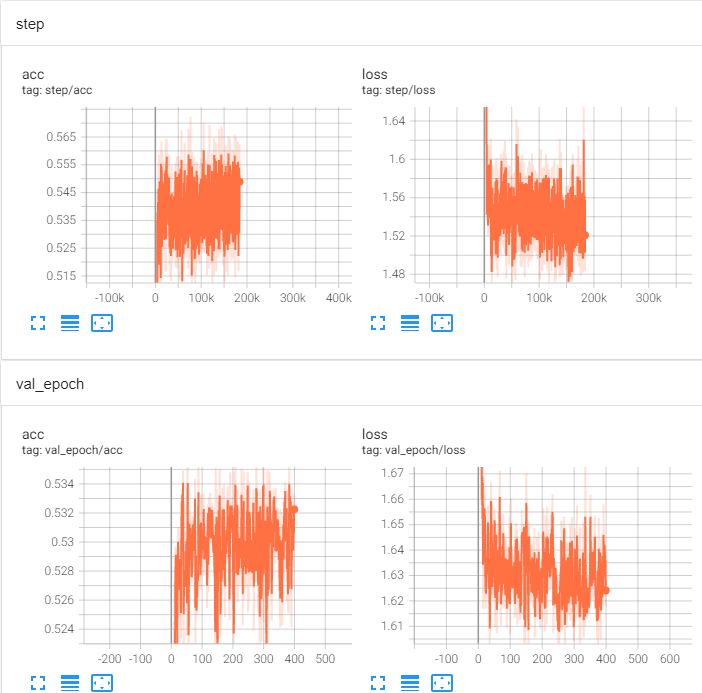 step
acc
tag: step/acc
0.565
0.555
0.545
0.535
0.525
0.515
-100k 0 100k 200k 300k 400k
loss
tag: step/loss
1.64
1.6
1.56
1.52
1.48
-100k 0 100k 200k 300k
val_epoch
acc
tag: val_epoch/acc
0.534
0.532
0.53
0.528
0.526
0.524
-200 -100 0 100 200 300 400 500
loss
tag: val_epoch/loss
1.67
1.66
1.65
1.64
1.63
1.62
1.61
-100 0 100 200 300 400 500 600